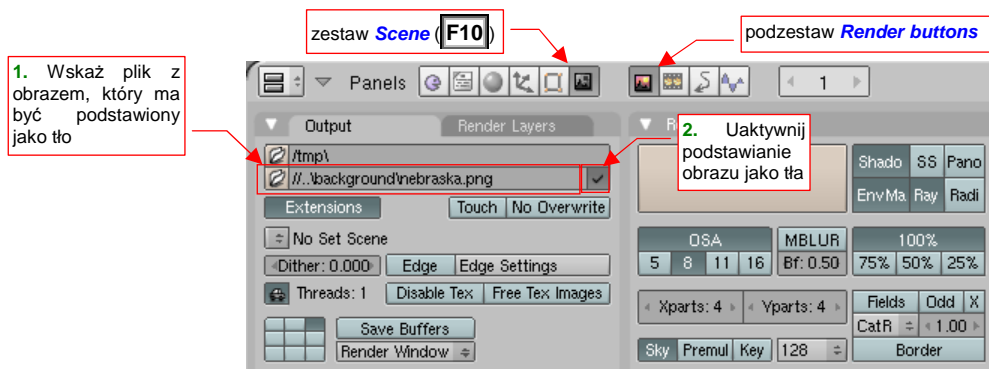 zestaw Scene (F10)
podzestaw Render buttons
1. Wskaż plik z
obrazem, który ma
być podstawiony
jako tło
Panels
1
Output
Render Layers
2. Uaktywnij
podstawianie
obrazu jako tła
/tmp\
//..\background\nebraska.png
Extensions
Touch
No Overwrite
No Set Scene
Dither: 0.000
Edge
Edge Settings
Threads: 1
Disable Tex
Free Tex Images
Save Buffers
Render Window
Shado
SS
Pano
EnvMa
Ray
Radi
OSA
MBLUR
100%
5
8
11
16
Bf: 0.50
75%
50%
25%
Xparts: 4
Yparts: 4
Fields
Odd
X
CatR
1.00
Sky
Premul
Key
128
Border